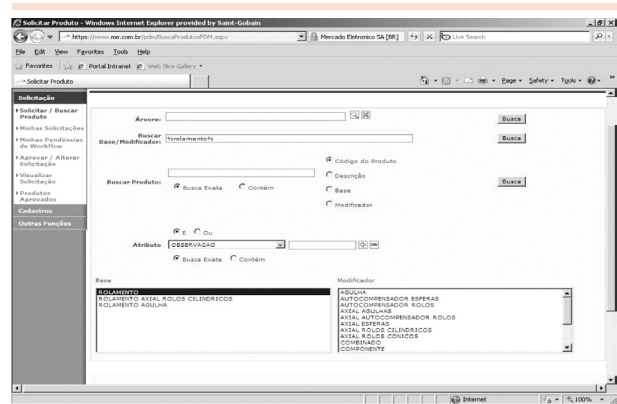 Solicitar Produto - Windows Internet Explorer provided by Saint-Gobain
https://www.me.com.br/pdm/BuscaProdutosPDM.aspx
Mercado Eletronico SA [BR]
Live Search
File Edit View Favorites Tools Help
Favorites Portal Intranet Web Slice Gallery
Solicitar Produto
Page Safety Tools
Solicitação
Solicitar / Buscar Produto
Minhas Solicitações
Minhas Pendências de Workflow
Aprovar / Alterar Solicitação
Visualizar Solicitação
Produtos Aprovados
Cadastros
Outras Funções
Árvore:
Busca
Buscar Base/Modificador:
%rolamento%
Busca
Buscar Produto:
Busca Exata Contém
Código do Produto
Descrição
Base
Modificador
Busca
E Ou
Atributo OBSERVACAO
Busca Exata Contém
Base
ROLAMENTO
ROLAMENTO AXIAL ROLOS CILINDRICOS
ROLAMENTO AGULHA
Modificador
AGULHA
AUTOCOMPENSADOR ESFERAS
AUTOCOMPENSADOR ROLOS
AXIAL AGULHAS
AXIAL AUTOCOMPENSADOR ROLOS
AXIAL ESFERAS
AXIAL ROLOS CILINDRICOS
AXIAL ROLOS CONICOS
COMBINADO
COMPONENTE
Internet
100%